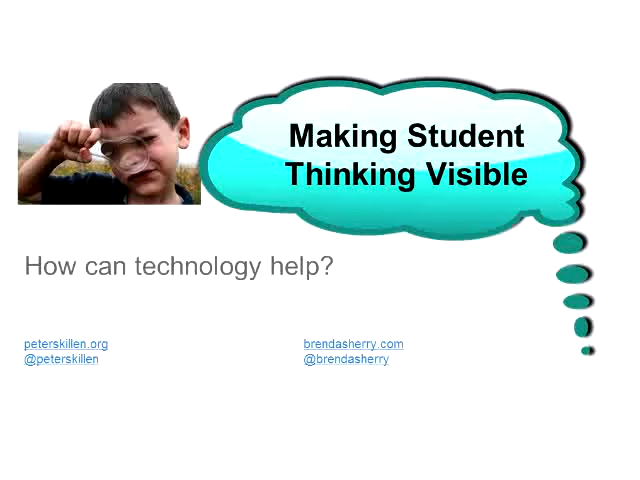 Making Student
Thinking Visible
How can technology help?
peterskillen.org
@peterskillen
brendasherry.com
@brendasherry